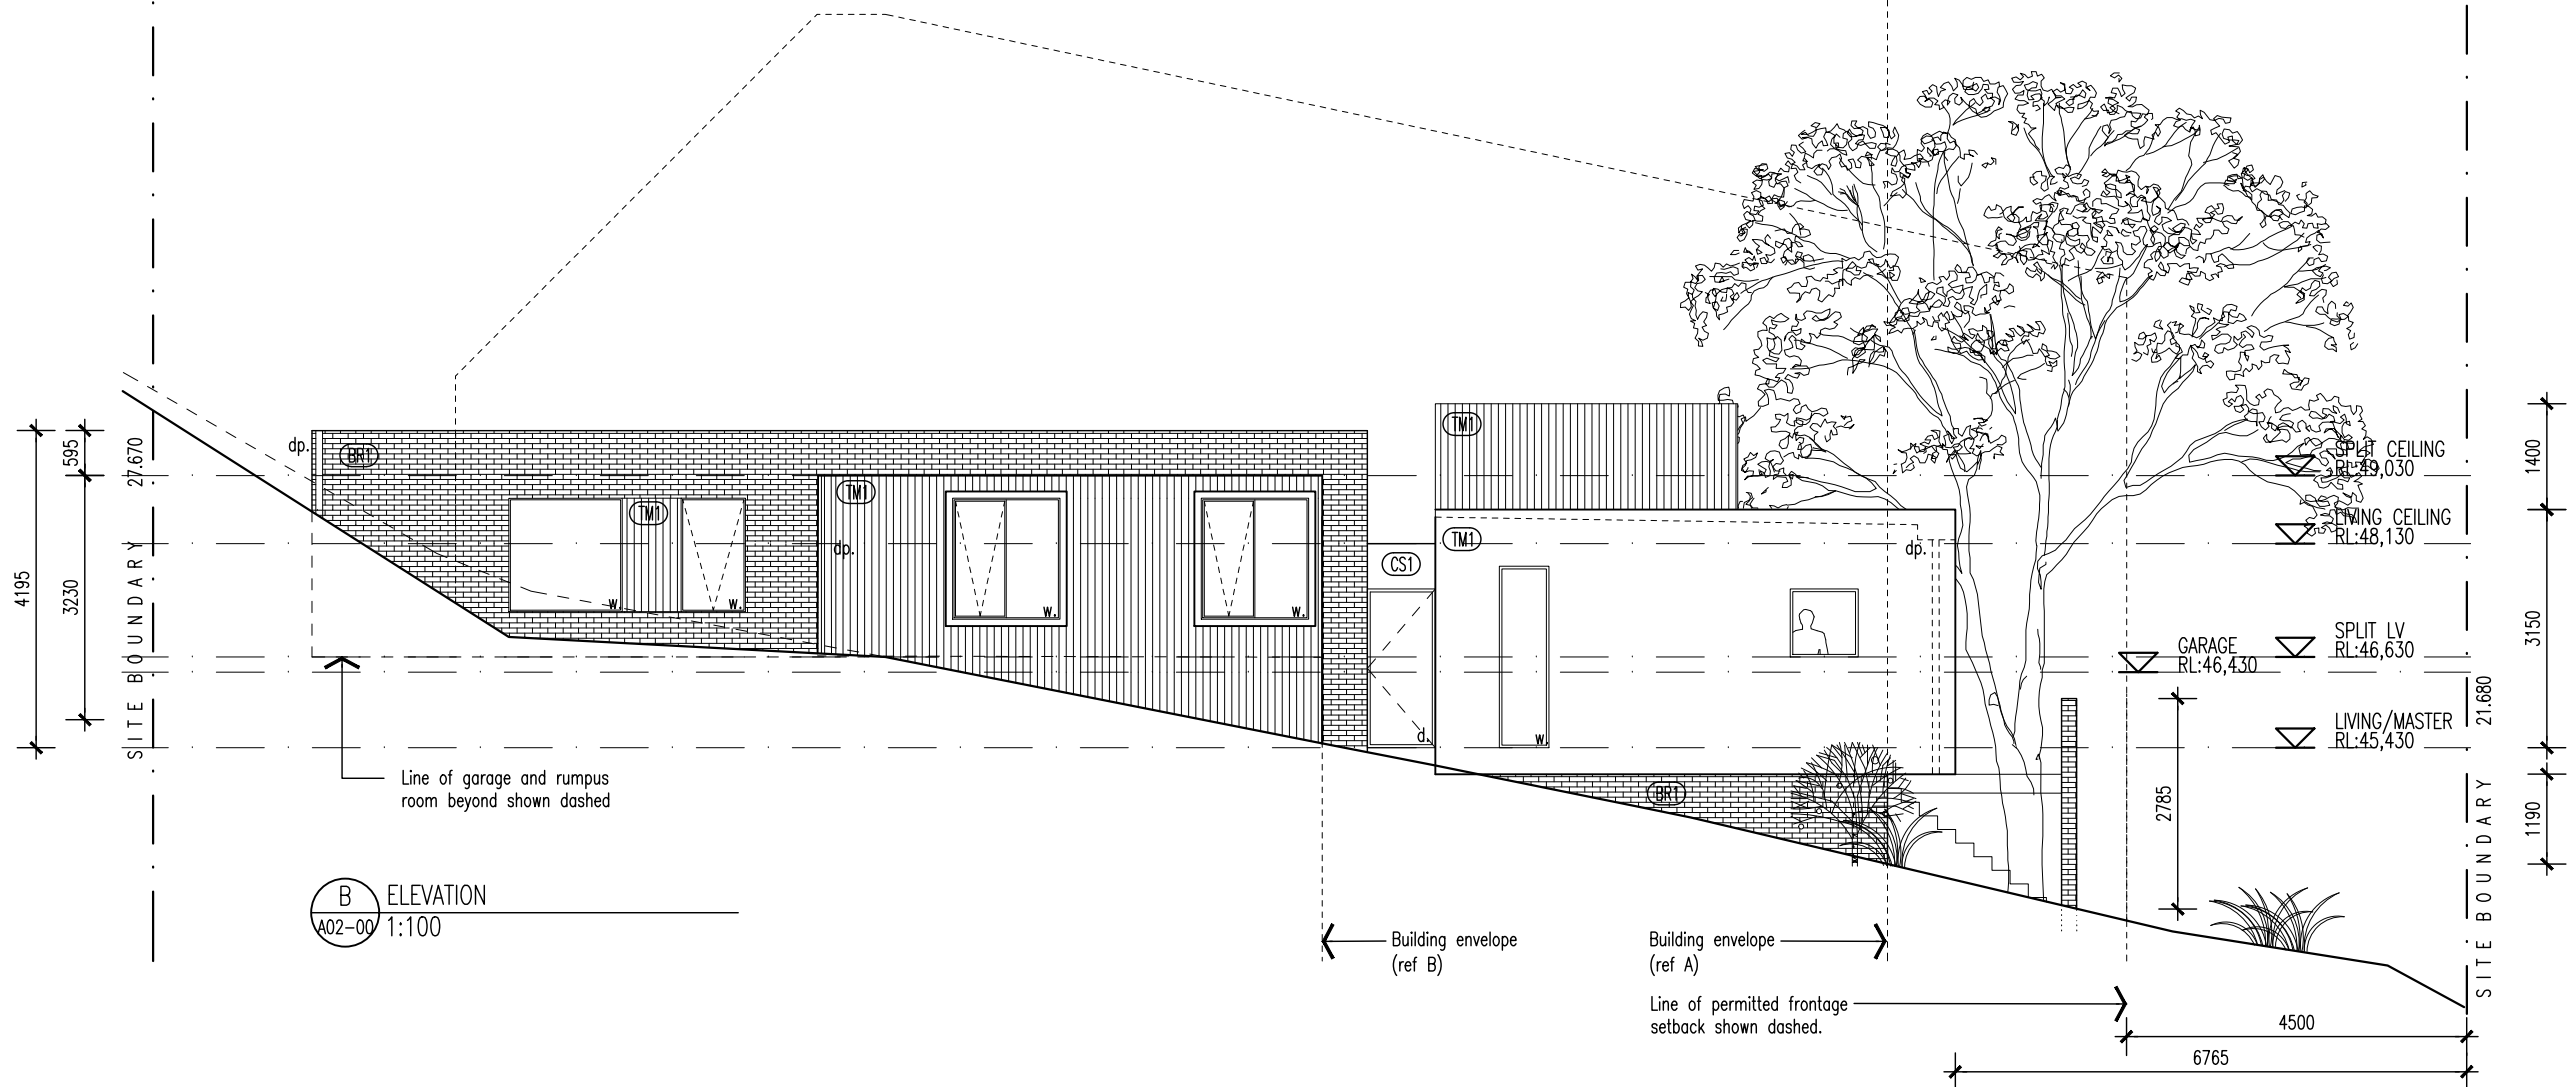 595
27.670
4195
3230
SITE BOUNDARY
dp.
BR1
TM1
w.
w.
TM1
dp.
w.
w.
TM1
TM1
CS1
dp.
d.
w.
BR1
SPLIT CEILING
RL:49,030
LIVING CEILING
RL:48,130
SPLIT LV
RL:46,630
GARAGE
RL:46,430
LIVING/MASTER
RL:45,430
1400
3150
21.680
2785
1190
SITE BOUNDARY
Line of garage and rumpus
room beyond shown dashed
B
A02-00
ELEVATION
1:100
Building envelope
(ref B)
Building envelope
(ref A)
Line of permitted frontage
setback shown dashed.
4500
6765